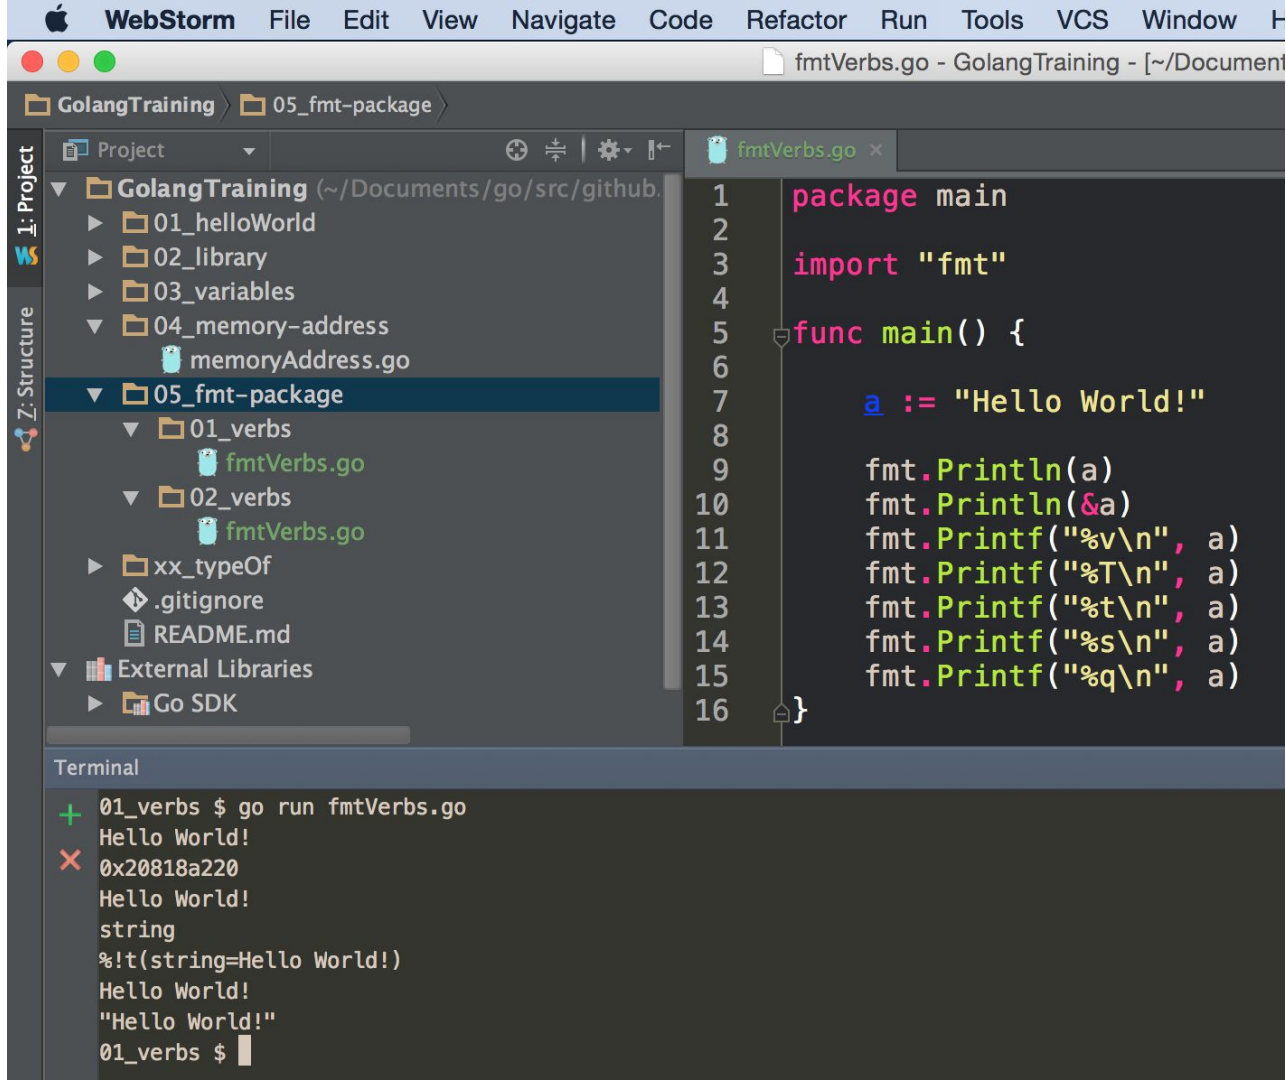 WebStorm File Edit View Navigate Code Refactor Run Tools VCS Window H
fmtVerbs.go - GolangTraining - [~/Document
GolangTraining 05_fmt-package
1: Project
Z: Structure
Project
GolangTraining (~/Documents/go/src/github.
01_helloWorld
02_library
03_variables
04_memory-address
memoryAddress.go
05_fmt-package
01_verbs
fmtVerbs.go
02_verbs
fmtVerbs.go
xx_typeOf
.gitignore
README.md
External Libraries
Go SDK
fmtVerbs.go ×
1 package main
2
3 import "fmt"
4
5 func main() {
6
7 a := "Hello World!"
8
9 fmt.Println(a)
10 fmt.Println(&a)
11 fmt.Printf("%v\n", a)
12 fmt.Printf("%T\n", a)
13 fmt.Printf("%t\n", a)
14 fmt.Printf("%s\n", a)
15 fmt.Printf("%q\n", a)
16 }
Terminal
01_verbs $ go run fmtVerbs.go
Hello World!
0x20818a220
Hello World!
string
%!t(string=Hello World!)
Hello World!
"Hello World!"
01_verbs $